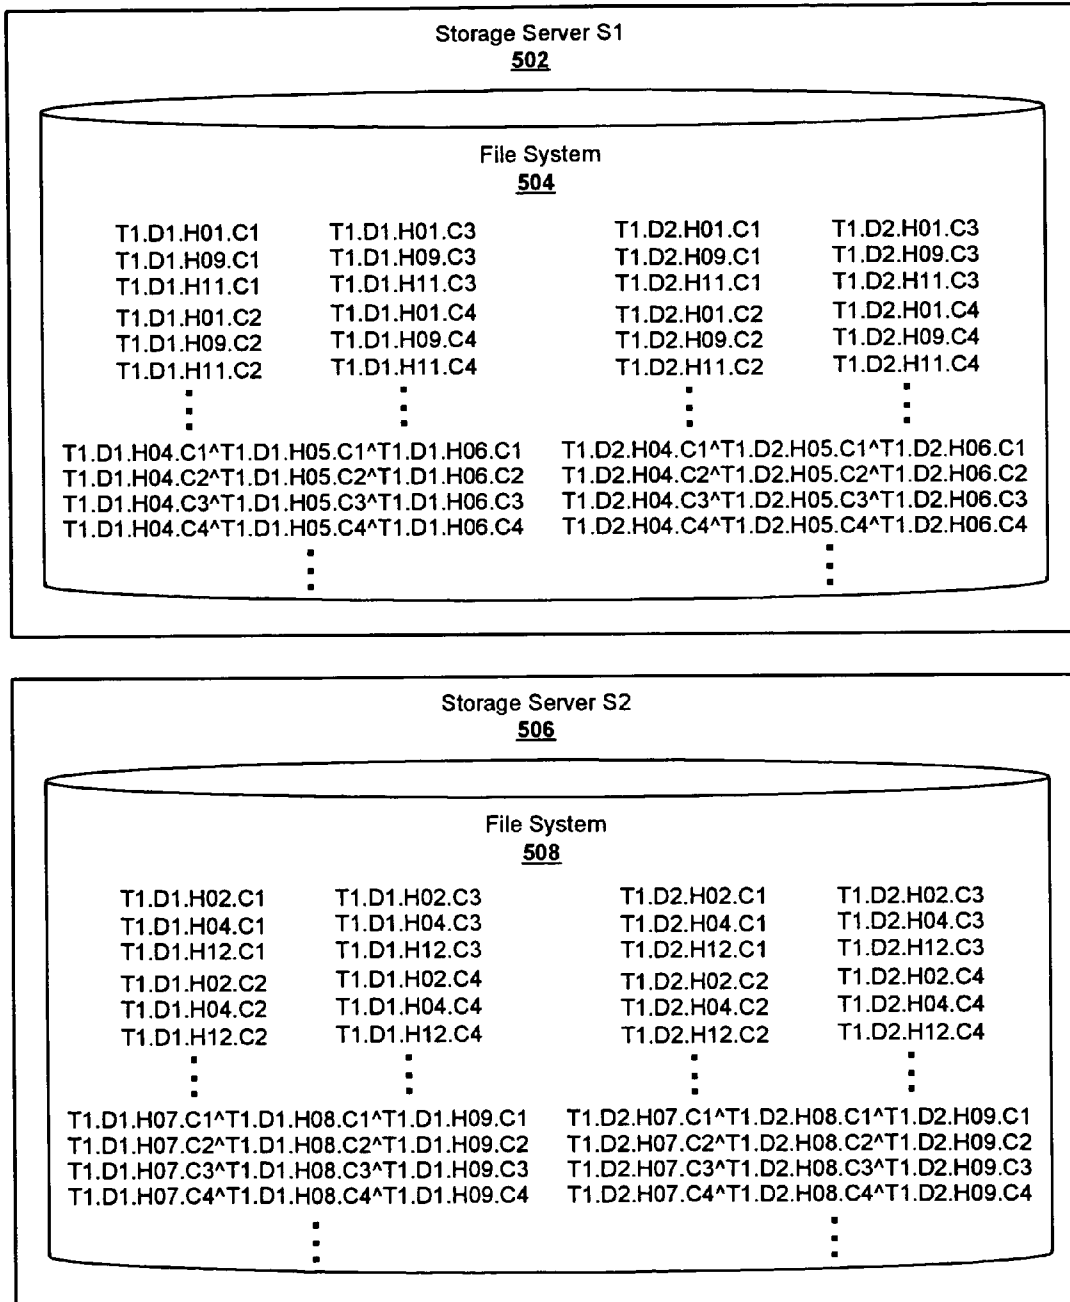 Storage Server S1
502
File System
504
T1.D1.H01.C1 T1.D1.H01.C3 T1.D2.H01.C1 T1.D2.H01.C3
T1.D1.H09.C1 T1.D1.H09.C3 T1.D2.H09.C1 T1.D2.H09.C3
T1.D1.H11.C1 T1.D1.H11.C3 T1.D2.H11.C1 T1.D2.H11.C3
T1.D1.H01.C2 T1.D1.H01.C4 T1.D2.H01.C2 T1.D2.H01.C4
T1.D1.H09.C2 T1.D1.H09.C4 T1.D2.H09.C2 T1.D2.H09.C4
T1.D1.H11.C2 T1.D1.H11.C4 T1.D2.H11.C2 T1.D2.H11.C4
T1.D1.H04.C1^T1.D1.H05.C1^T1.D1.H06.C1 T1.D2.H04.C1^T1.D2.H05.C1^T1.D2.H06.C1
T1.D1.H04.C2^T1.D1.H05.C2^T1.D1.H06.C2 T1.D2.H04.C2^T1.D2.H05.C2^T1.D2.H06.C2
T1.D1.H04.C3^T1.D1.H05.C3^T1.D1.H06.C3 T1.D2.H04.C3^T1.D2.H05.C3^T1.D2.H06.C3
T1.D1.H04.C4^T1.D1.H05.C4^T1.D1.H06.C4 T1.D2.H04.C4^T1.D2.H05.C4^T1.D2.H06.C4
Storage Server S2
506
File System
508
T1.D1.H02.C1 T1.D1.H02.C3 T1.D2.H02.C1 T1.D2.H02.C3
T1.D1.H04.C1 T1.D1.H04.C3 T1.D2.H04.C1 T1.D2.H04.C3
T1.D1.H12.C1 T1.D1.H12.C3 T1.D2.H12.C1 T1.D2.H12.C3
T1.D1.H02.C2 T1.D1.H02.C4 T1.D2.H02.C2 T1.D2.H02.C4
T1.D1.H04.C2 T1.D1.H04.C4 T1.D2.H04.C2 T1.D2.H04.C4
T1.D1.H12.C2 T1.D1.H12.C4 T1.D2.H12.C2 T1.D2.H12.C4
T1.D1.H07.C1^T1.D1.H08.C1^T1.D1.H09.C1 T1.D2.H07.C1^T1.D2.H08.C1^T1.D2.H09.C1
T1.D1.H07.C2^T1.D1.H08.C2^T1.D1.H09.C2 T1.D2.H07.C2^T1.D2.H08.C2^T1.D2.H09.C2
T1.D1.H07.C3^T1.D1.H08.C3^T1.D1.H09.C3 T1.D2.H07.C3^T1.D2.H08.C3^T1.D2.H09.C3
T1.D1.H07.C4^T1.D1.H08.C4^T1.D1.H09.C4 T1.D2.H07.C4^T1.D2.H08.C4^T1.D2.H09.C4